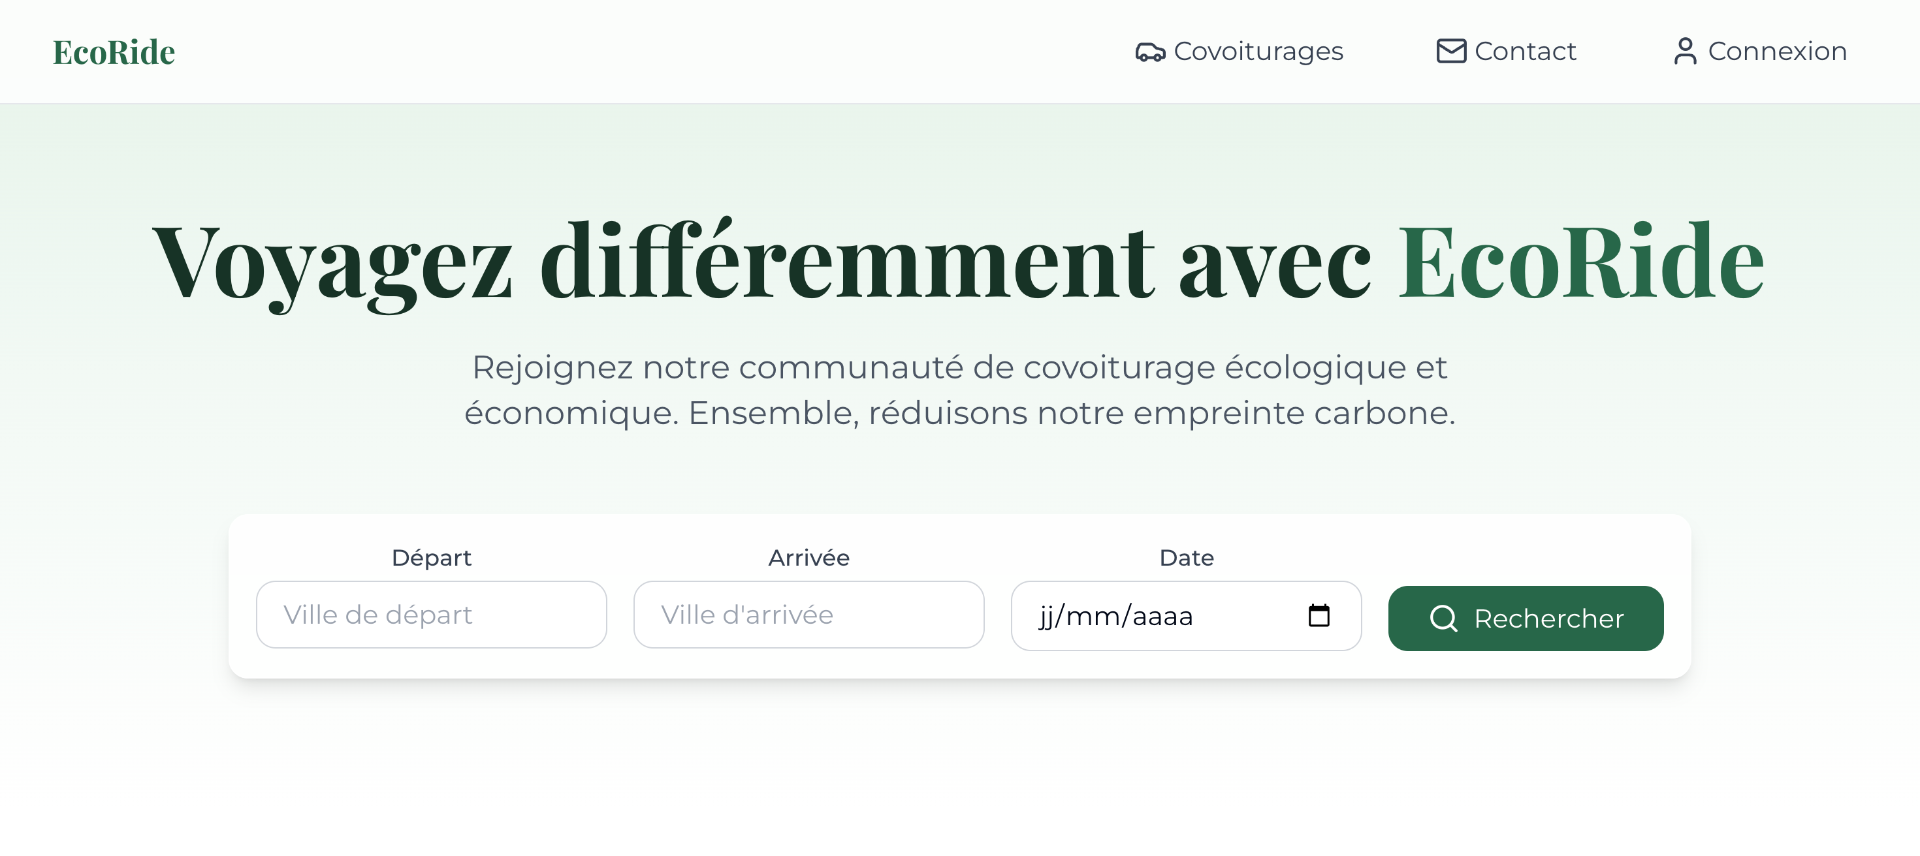 EcoRide
Covoiturages
Contact
Connexion
Voyagez différemment avec EcoRide
Rejoignez notre communauté de covoiturage écologique et
économique. Ensemble, réduisons notre empreinte carbone.
Départ
Arrivée
Date
Ville de départ
Ville d'arrivée
jj/mm/aaaa
Rechercher